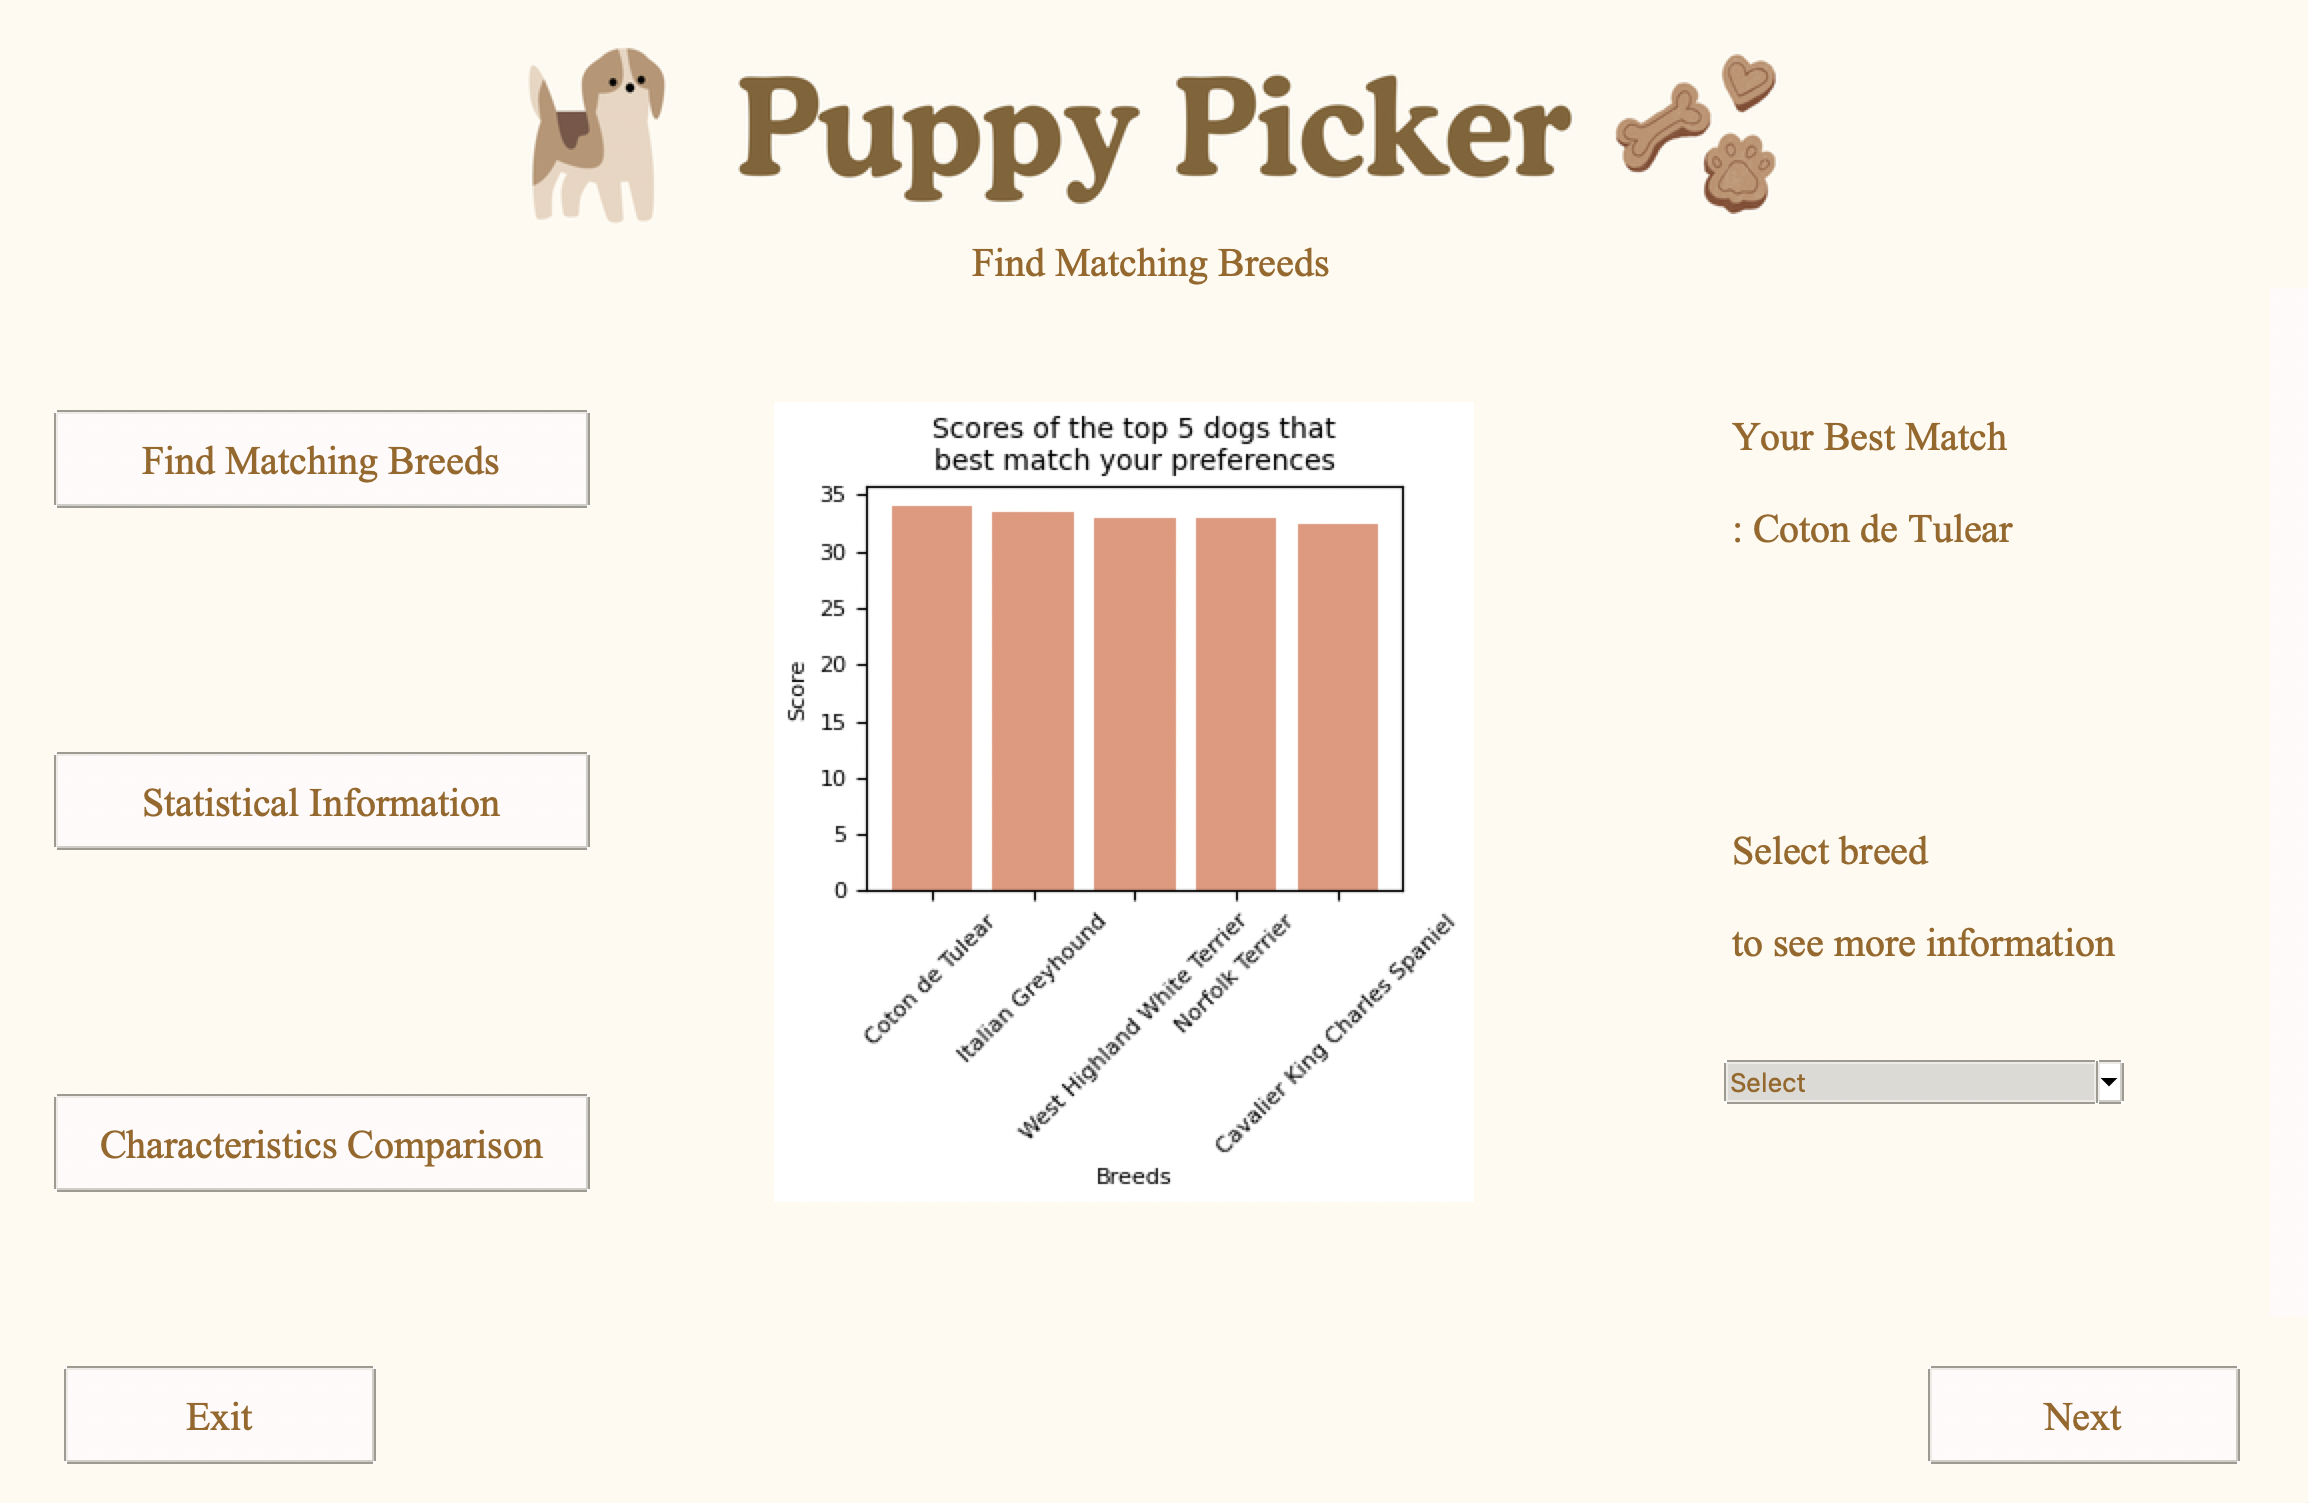 Puppy Picker
Find Matching Breeds
Find Matching Breeds
Statistical Information
Characteristics Comparison
Exit
Scores of the top 5 dogs that
best match your preferences
Score
35
30
25
20
15
10
5
0
Coton de Tulear
Italian Greyhound
West Highland White Terrier
Norfolk Terrier
Cavalier King Charles Spaniel
Breeds
Your Best Match
: Coton de Tulear
Select breed
to see more information
Select
Next